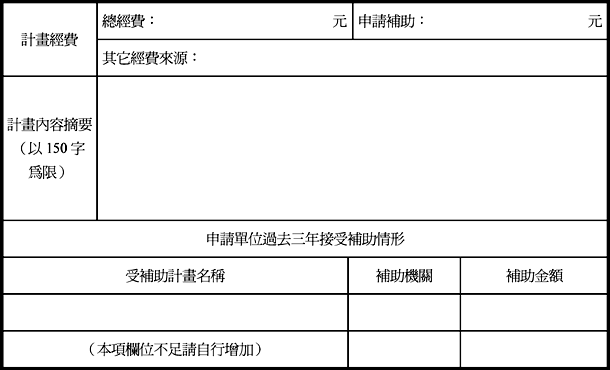 計畫經費
總經費： 元
申請補助： 元
其它經費來源：
計畫內容摘要
（以 150 字
為限）
申請單位過去三年接受補助情形
受補助計畫名稱
補助機關
補助金額
（本項欄位不足請自行增加）